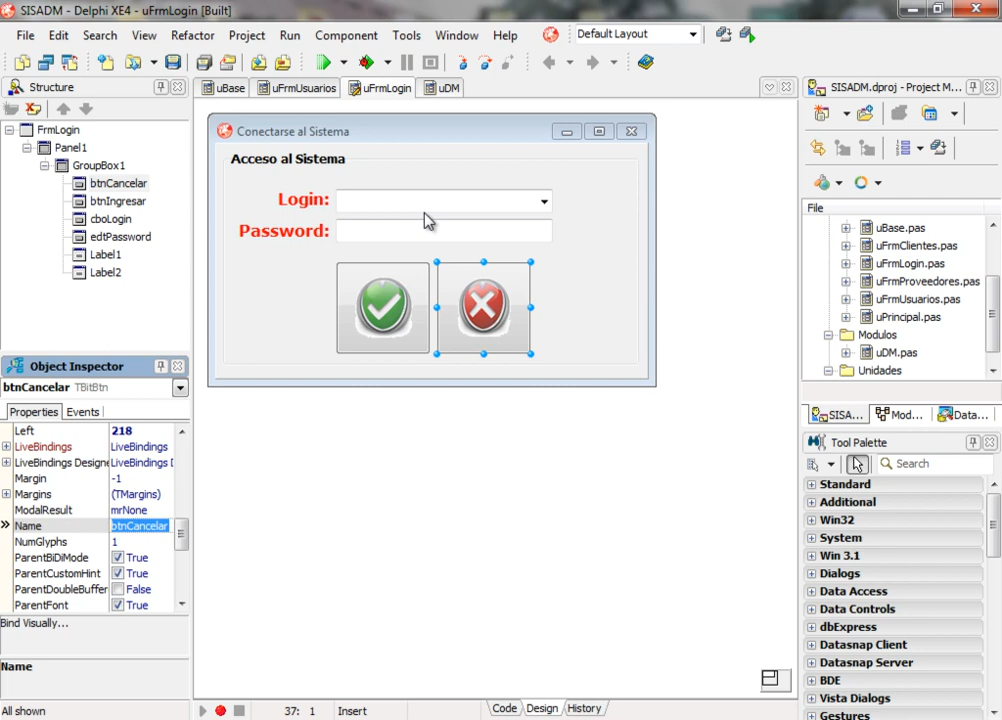 SISADM - Delphi XE4 - uFrmLogin [Built]
File Edit Search View Refactor Project Run Component Tools Window Help Default Layout
Structure
FrmLogin
Panel1
GroupBox1
btnCancelar
btnIngresar
cboLogin
edtPassword
Label1
Label2
Object Inspector
btnCancelar TBitBtn
Properties Events
Left 218
LiveBindings LiveBindings
LiveBindings Designe LiveBindings D
Margin -1
Margins (TMargins)
ModalResult mrNone
Name btnCancelar
NumGlyphs 1
ParentBiDiMode True
ParentCustomHint True
ParentDoubleBuffer False
ParentFont True
Bind Visually...
Name
All shown
uBase uFrmUsuarios uFrmLogin uDM
Conectarse al Sistema
Acceso al Sistema
Login:
Password:
37: 1 Insert Code Design History
SISADM.dproj - Project M...
File
uBase.pas
uFrmClientes.pas
uFrmLogin.pas
uFrmProveedores.pas
uFrmUsuarios.pas
uPrincipal.pas
Modulos
uDM.pas
Unidades
SISA... Mod... Data...
Tool Palette
Search
Standard
Additional
Win32
System
Win 3.1
Dialogs
Data Access
Data Controls
dbExpress
Datasnap Client
Datasnap Server
BDE
Vista Dialogs
Gestures